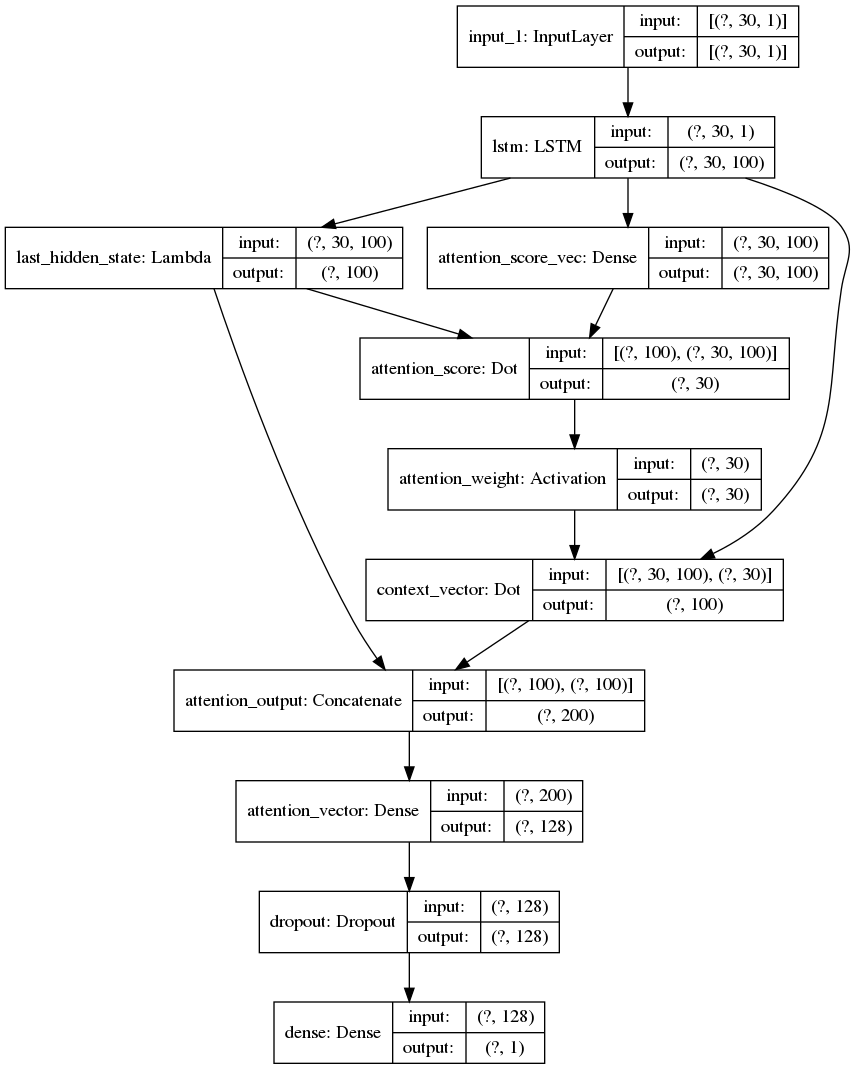 input_1: InputLayer
input: [(?, 30, 1)]
output: [(?, 30, 1)]
lstm: LSTM
input: (?, 30, 1)
output: (?, 30, 100)
last_hidden_state: Lambda
input: (?, 30, 100)
output: (?, 100)
attention_score_vec: Dense
input: (?, 30, 100)
output: (?, 30, 100)
attention_score: Dot
input: [(?, 100), (?, 30, 100)]
output: (?, 30)
attention_weight: Activation
input: (?, 30)
output: (?, 30)
context_vector: Dot
input: [(?, 30, 100), (?, 30)]
output: (?, 100)
attention_output: Concatenate
input: [(?, 100), (?, 100)]
output: (?, 200)
attention_vector: Dense
input: (?, 200)
output: (?, 128)
dropout: Dropout
input: (?, 128)
output: (?, 128)
dense: Dense
input: (?, 128)
output: (?, 1)